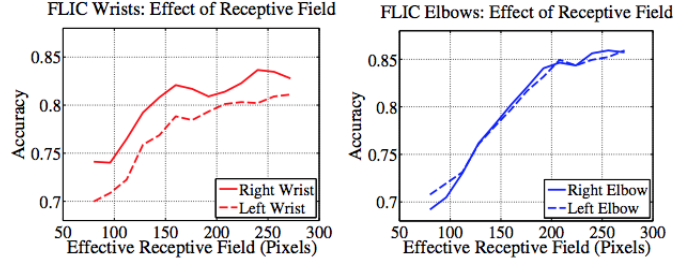 FLIC Wrists: Effect of Receptive Field
0.85
0.8
0.75
0.7
Accuracy
50 100 150 200 250 300
Effective Receptive Field (Pixels)
Right Wrist
Left Wrist
FLIC Elbows: Effect of Receptive Field
0.85
0.8
0.75
0.7
Accuracy
50 100 150 200 250 300
Effective Receptive Field (Pixels)
Right Elbow
Left Elbow